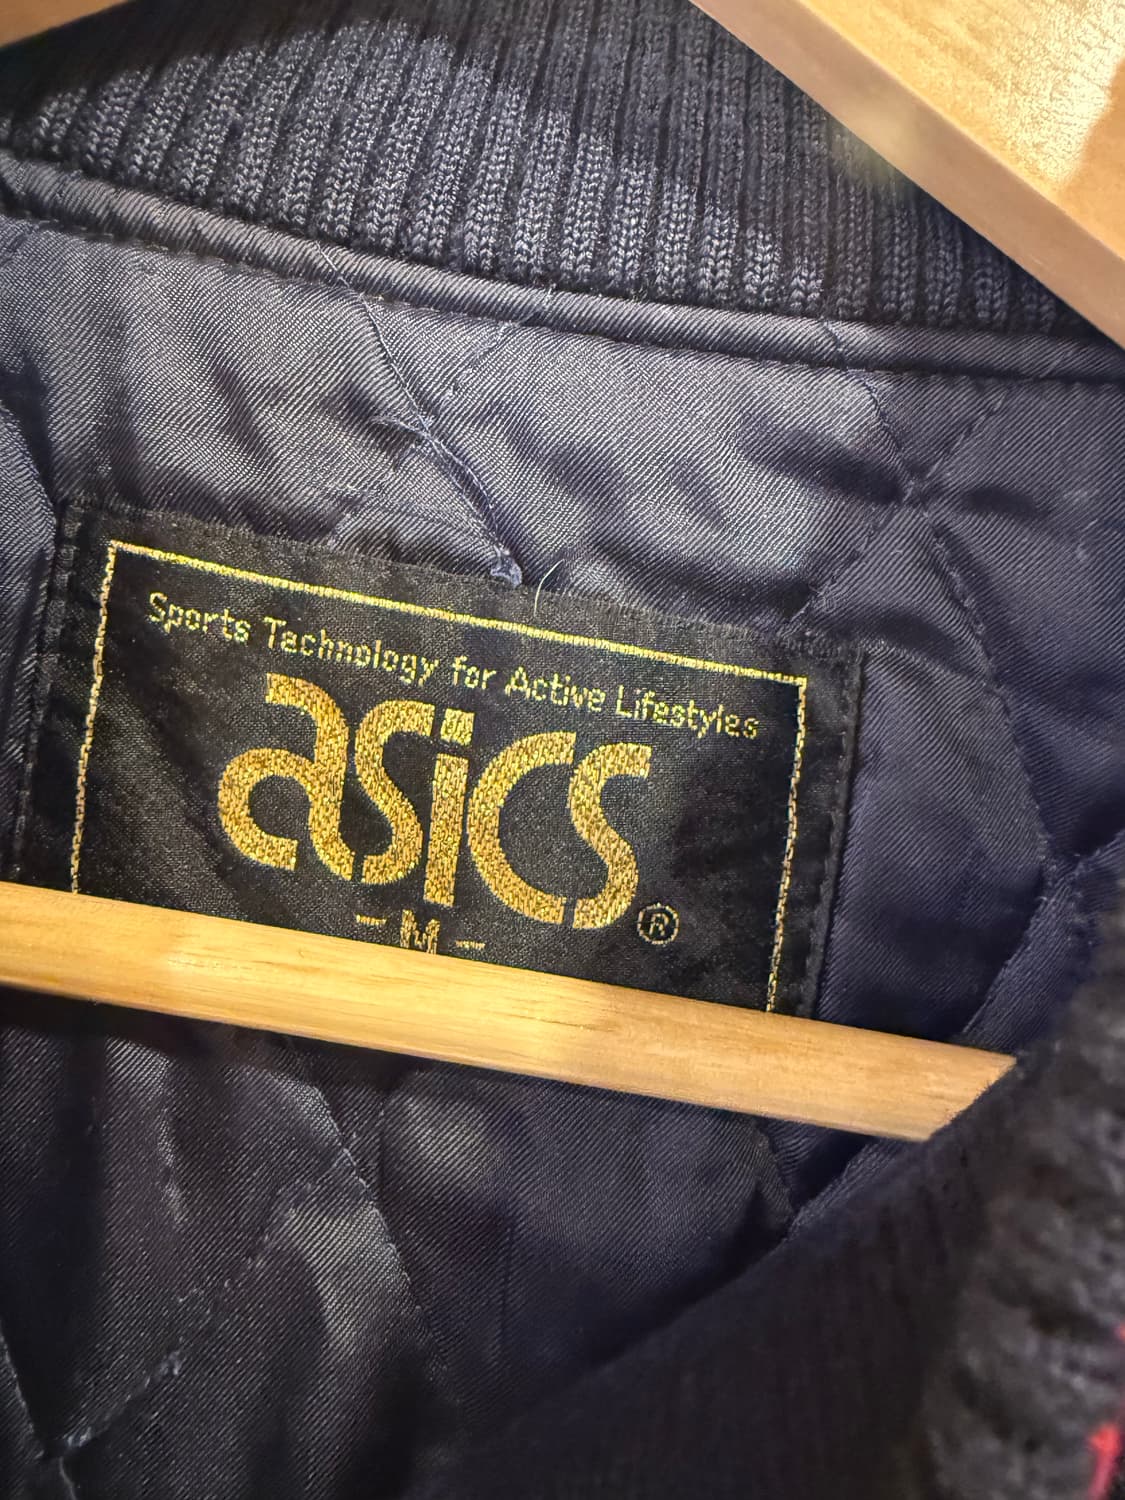 Sports Technology for Active Lifestyles
asics
- M - ®